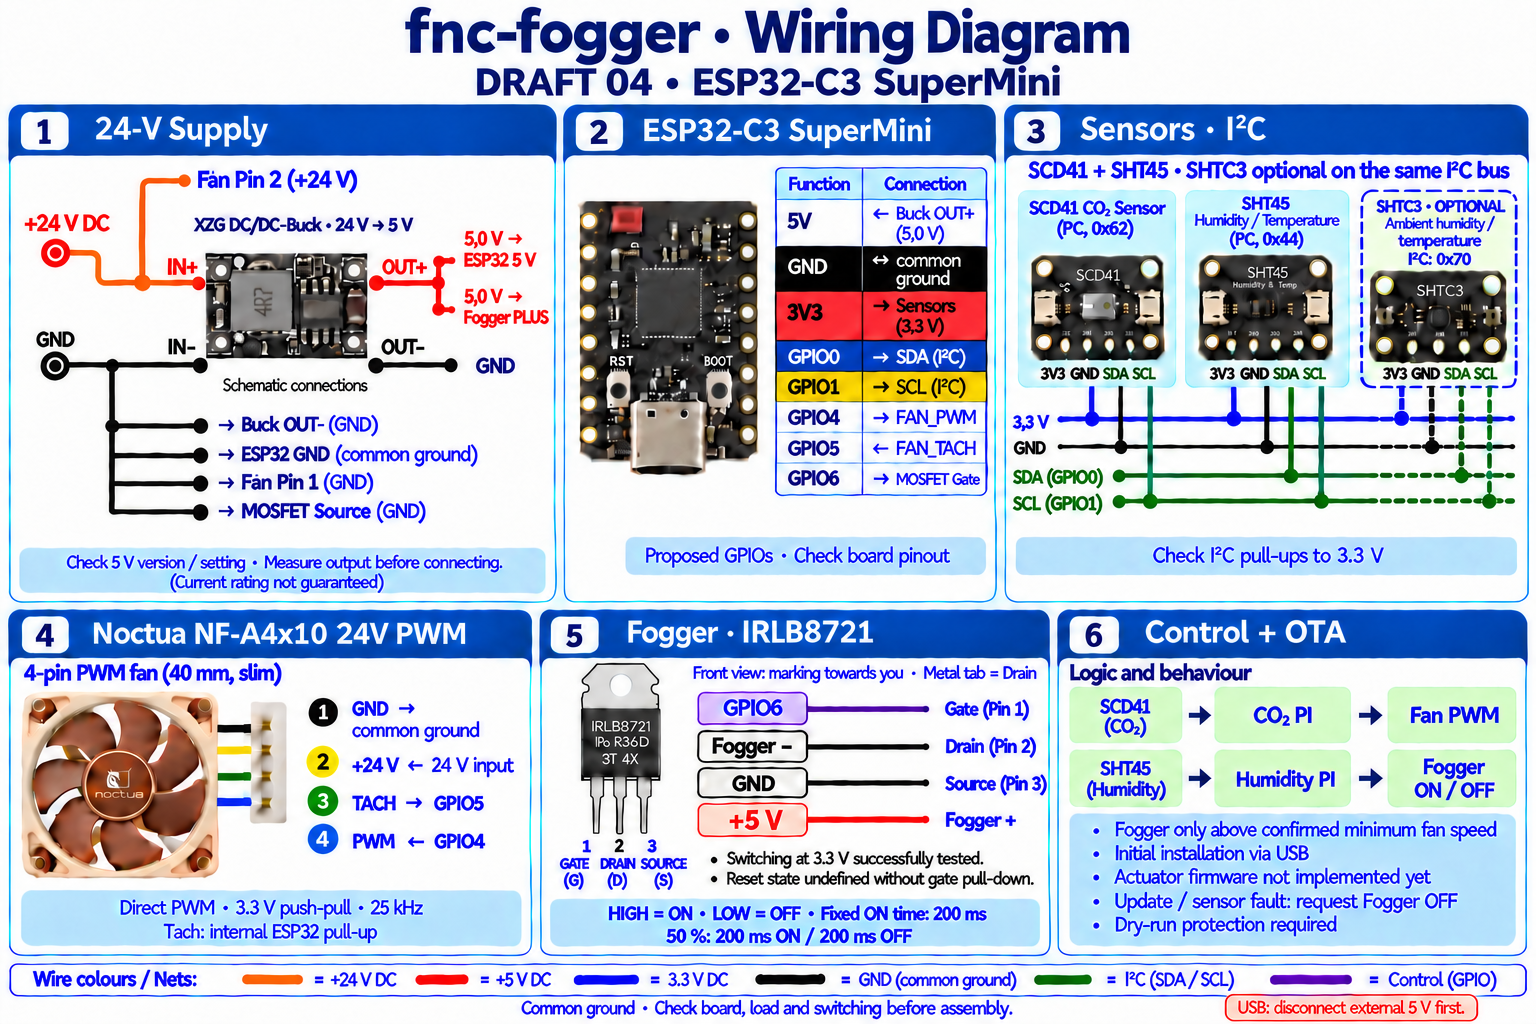 fnc-fogger • Wiring Diagram
DRAFT 04 • ESP32-C3 SuperMini
1 24-V Supply
Fan Pin 2 (+24 V)
+24 V DC
XZG DC/DC-Buck • 24 V → 5 V
IN+
4R7
OUT+
5,0 V →
ESP32 5 V
5,0 V →
Fogger PLUS
GND
IN−
OUT−
GND
Schematic connections
→ Buck OUT- (GND)
→ ESP32 GND (common ground)
→ Fan Pin 1 (GND)
→ MOSFET Source (GND)
Check 5 V version / setting • Measure output before connecting.
(Current rating not guaranteed)
2 ESP32-C3 SuperMini
RST
BOOT
Function Connection
5V ← Buck OUT+
(5,0 V)
GND ↔ common
ground
3V3 → Sensors
(3,3 V)
GPIO0 → SDA (I²C)
GPIO1 → SCL (I²C)
GPIO4 → FAN_PWM
GPIO5 ← FAN_TACH
GPIO6 → MOSFET Gate
Proposed GPIOs • Check board pinout
3 Sensors · I²C
SCD41 + SHT45 • SHTC3 optional on the same I²C bus
SCD41 CO₂ Sensor
(PC, 0x62)
SCD41
3V3 GND SDA SCL
SHT45
Humidity / Temperature
(PC, 0x44)
SHT45
Humidity & Temp
3V3 GND SDA SCL
SHTC3 • OPTIONAL
Ambient humidity /
temperature
I²C: 0x70
SHTC3
3V3 GND SDA SCL
3,3 V
GND
SDA (GPIO0)
SCL (GPIO1)
Check I²C pull-ups to 3.3 V
4 Noctua NF-A4x10 24V PWM
4-pin PWM fan (40 mm, slim)
noctua
1 GND →
common ground
2 +24 V ← 24 V input
3 TACH → GPIO5
4 PWM ← GPIO4
Direct PWM • 3.3 V push-pull • 25 kHz
Tach: internal ESP32 pull-up
5 Fogger · IRLB8721
Front view: marking towards you • Metal tab = Drain
IRLB8721
IPo R36D
3T 4X
1 2 3
GATE DRAIN SOURCE
(G) (D) (S)
GPIO6 Gate (Pin 1)
Fogger − Drain (Pin 2)
GND Source (Pin 3)
+5 V Fogger +
• Switching at 3.3 V successfully tested.
• Reset state undefined without gate pull-down.
HIGH = ON • LOW = OFF • Fixed ON time: 200 ms
50 %: 200 ms ON / 200 ms OFF
6 Control + OTA
Logic and behaviour
SCD41
(CO₂)
→ CO₂ PI → Fan PWM
SHT45
(Humidity)
→ Humidity PI → Fogger
ON / OFF
• Fogger only above confirmed minimum fan speed
• Initial installation via USB
• Actuator firmware not implemented yet
• Update / sensor fault: request Fogger OFF
• Dry-run protection required
Wire colours / Nets: = +24 V DC = +5 V DC = 3.3 V DC = GND (common ground) = I²C (SDA / SCL) = Control (GPIO)
Common ground • Check board, load and switching before assembly.
USB: disconnect external 5 V first.